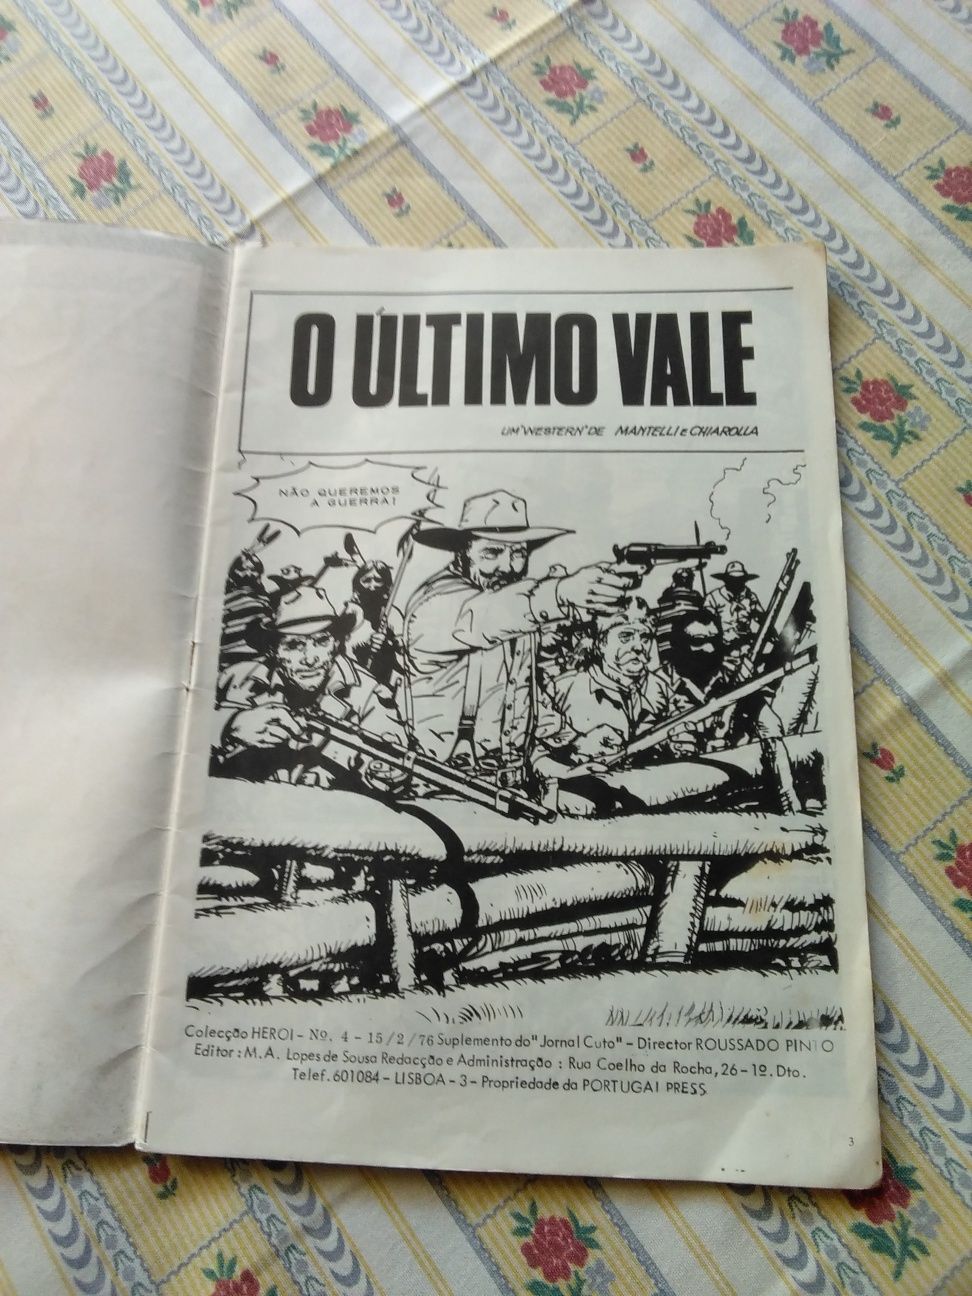 O ÚLTIMO VALE
UM "WESTERN" DE MANTELLI e CHIAROLLA
NÃO QUEREMOS
A GUERRA!
Colecção HEROI - Nº. 4 - 15/2/76 Suplemento do "Jornal Cuto" - Director ROUSSADO PINTO
Editor: M.A. Lopes de Sousa Redacção e Administração : Rua Coelho da Rocha, 26 - 1º. Dto.
Telef. 601084 - LISBOA - 3 - Propriedade da PORTUGAL PRESS
3